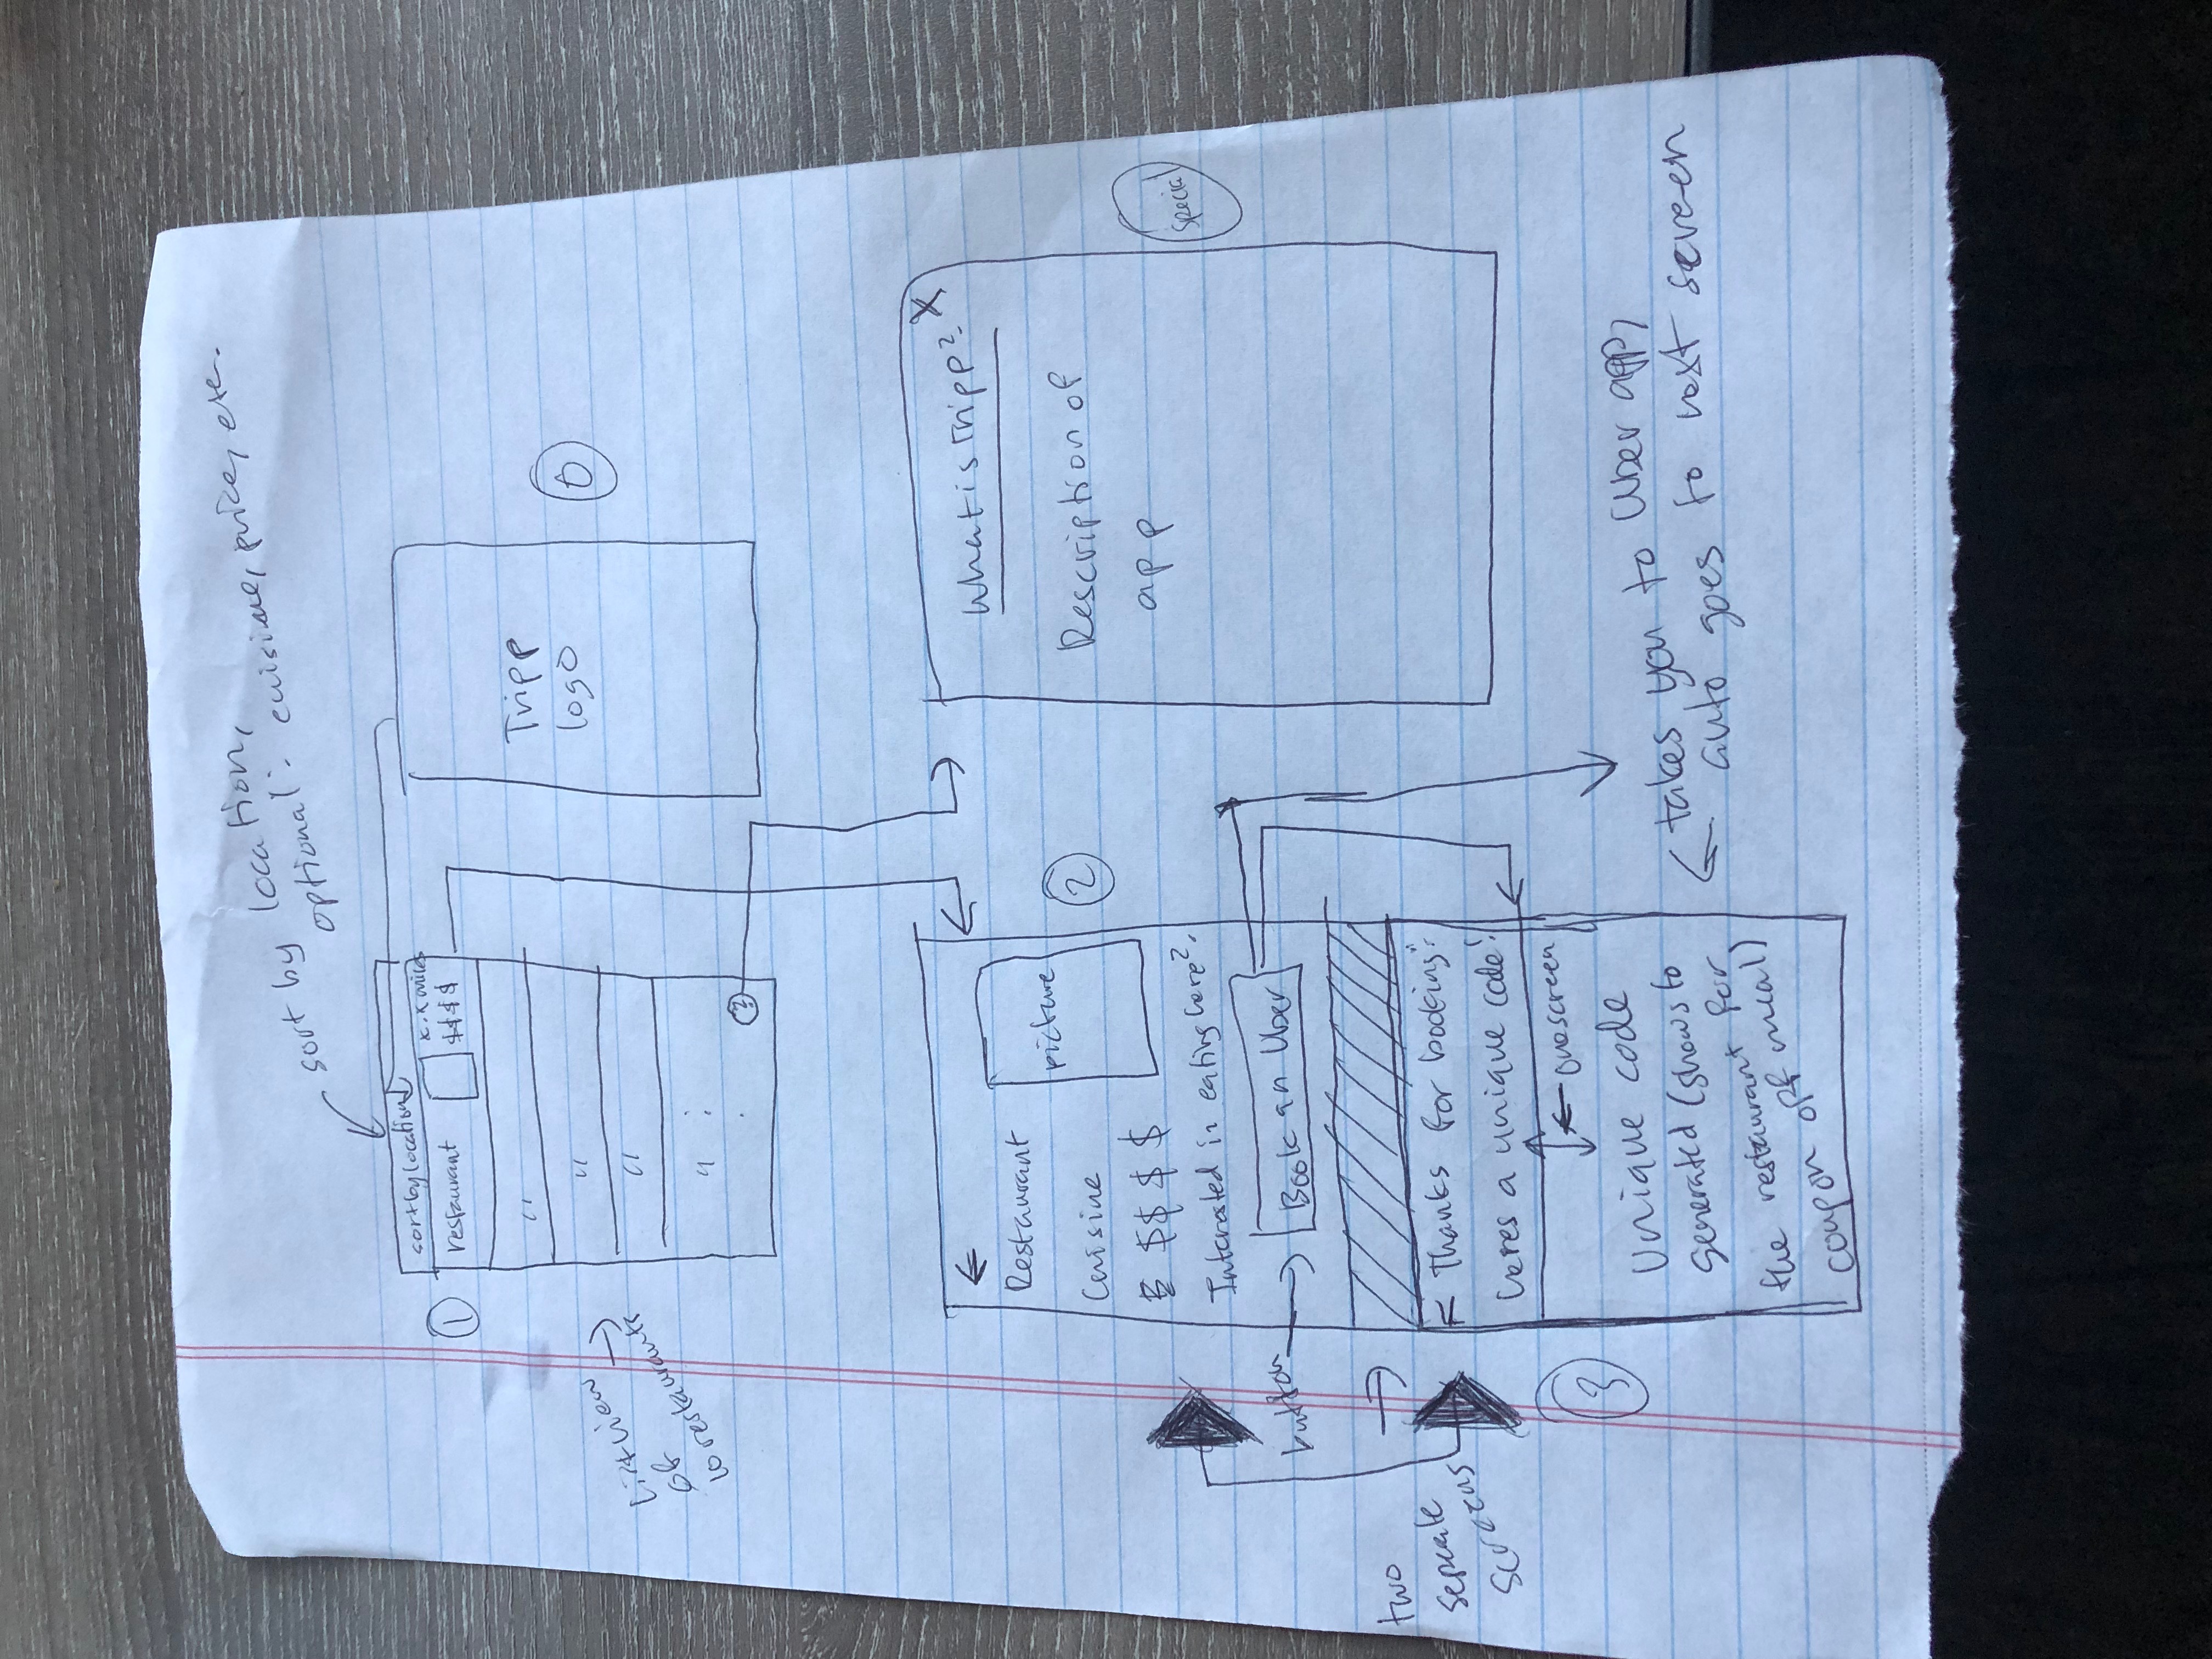 sort by location,
optional: cuisine, price, etc.
sort by location
x.x miles
①
restaurant
$$$$
"
"
"
"
?
List view
of
10 restaurants
Tripp
logo
0
←
Restaurant
picture
Cuisine
$$$$
Interested in eating here?
button
Book an Uber
2
X
What is Tripp?
Rescription of
app
special
two
seperate
screens
Thanks for booking!
heres a unique code!
← one screen
3
Unique code
generated (shows to
the restaurant for
coupon off meal)
takes you to Uber app,
auto goes to next screen